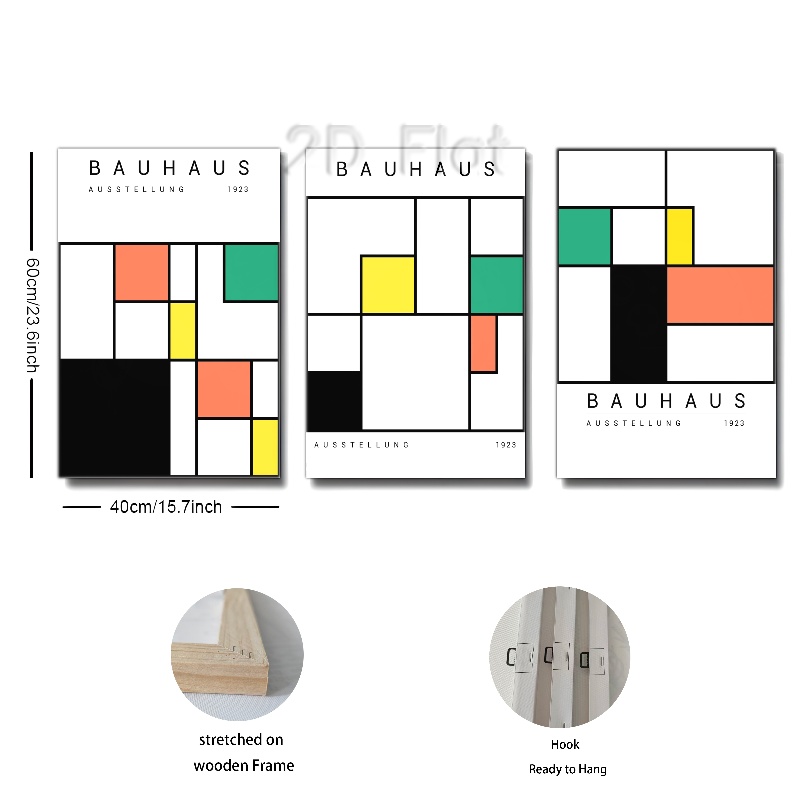 2D Flat
BAUHAUS
AUSSTELLUNG 1923
BAUHAUS
AUSSTELLUNG 1923
BAUHAUS
AUSSTELLUNG 1923
60cm/23.6inch
40cm/15.7inch
stretched on
wooden Frame
Hook
Ready to Hang